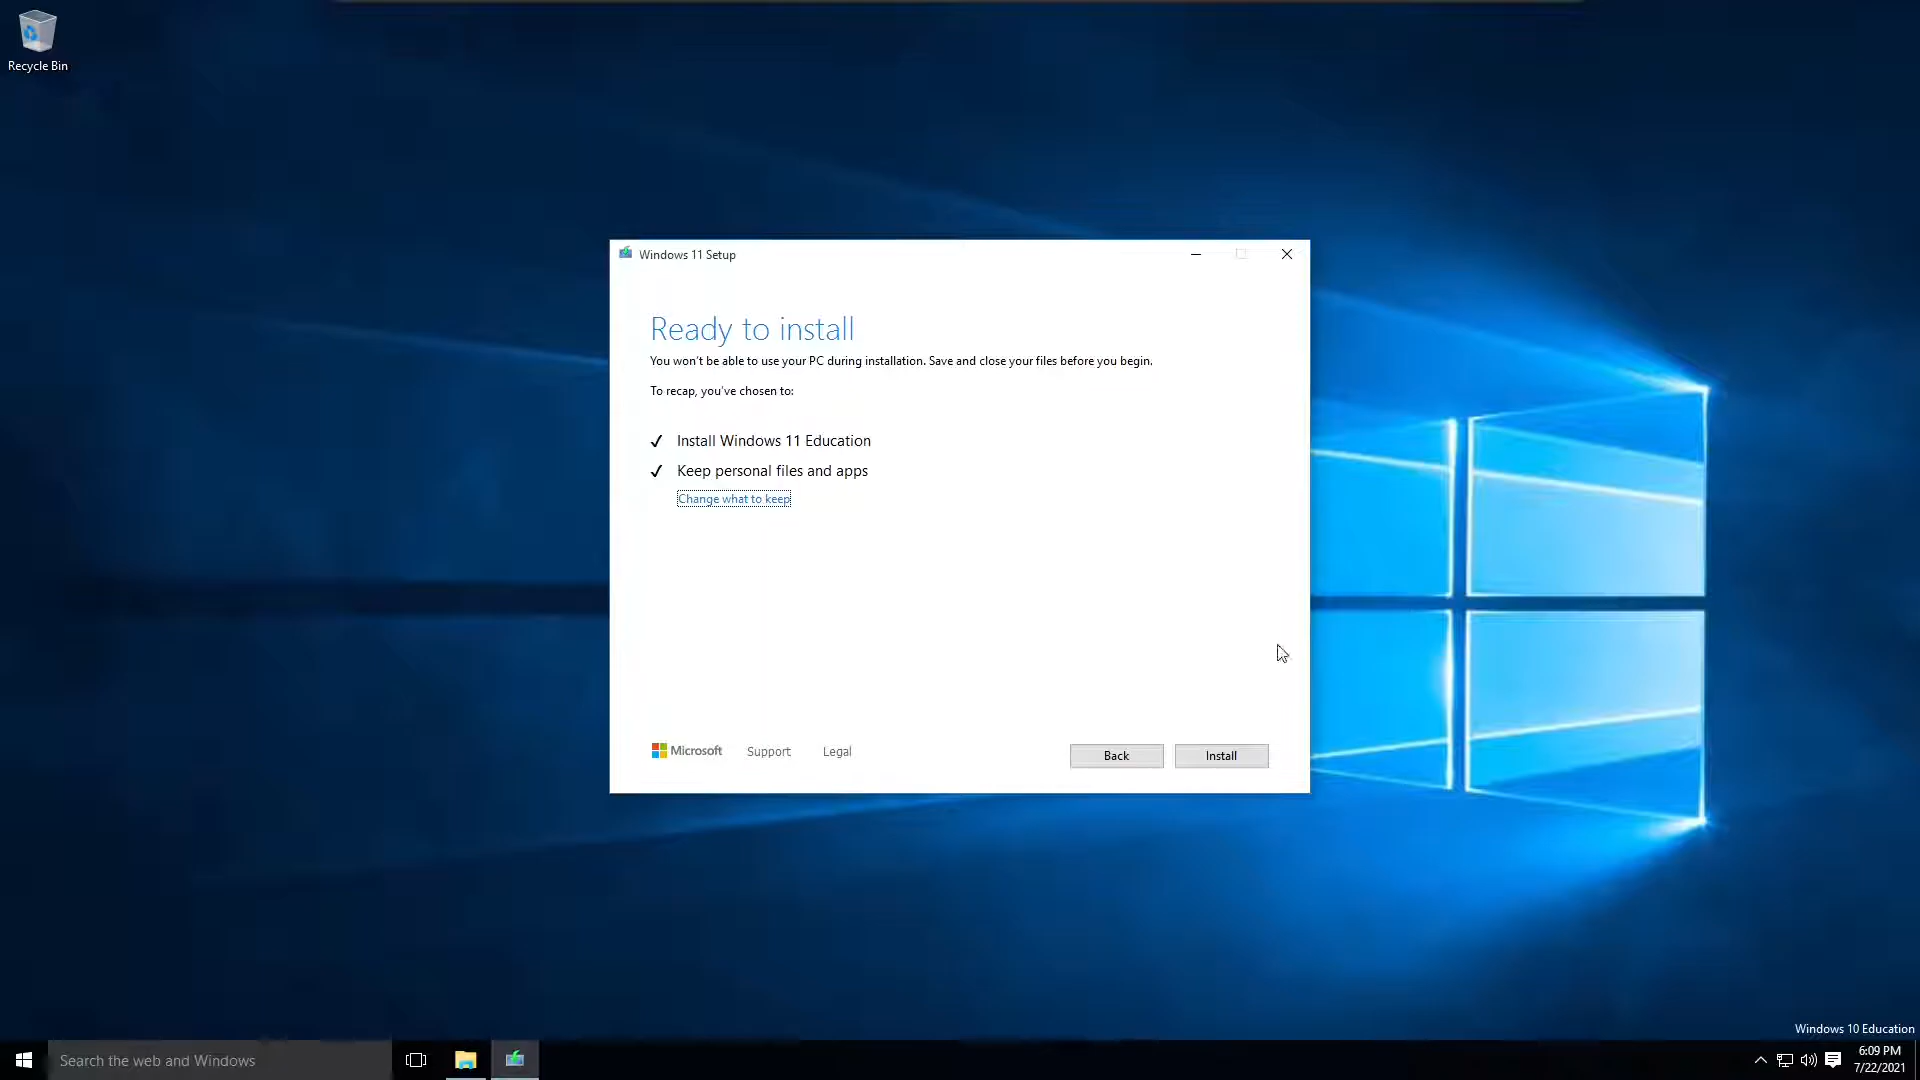 Recycle Bin
Windows 11 Setup
Ready to install
You won't be able to use your PC during installation. Save and close your files before you begin.
To recap, you've chosen to:
Install Windows 11 Education
Keep personal files and apps
Change what to keep
Microsoft Support Legal
Back Install
Windows 10 Education
Search the web and Windows
6:09 PM
7/22/2021